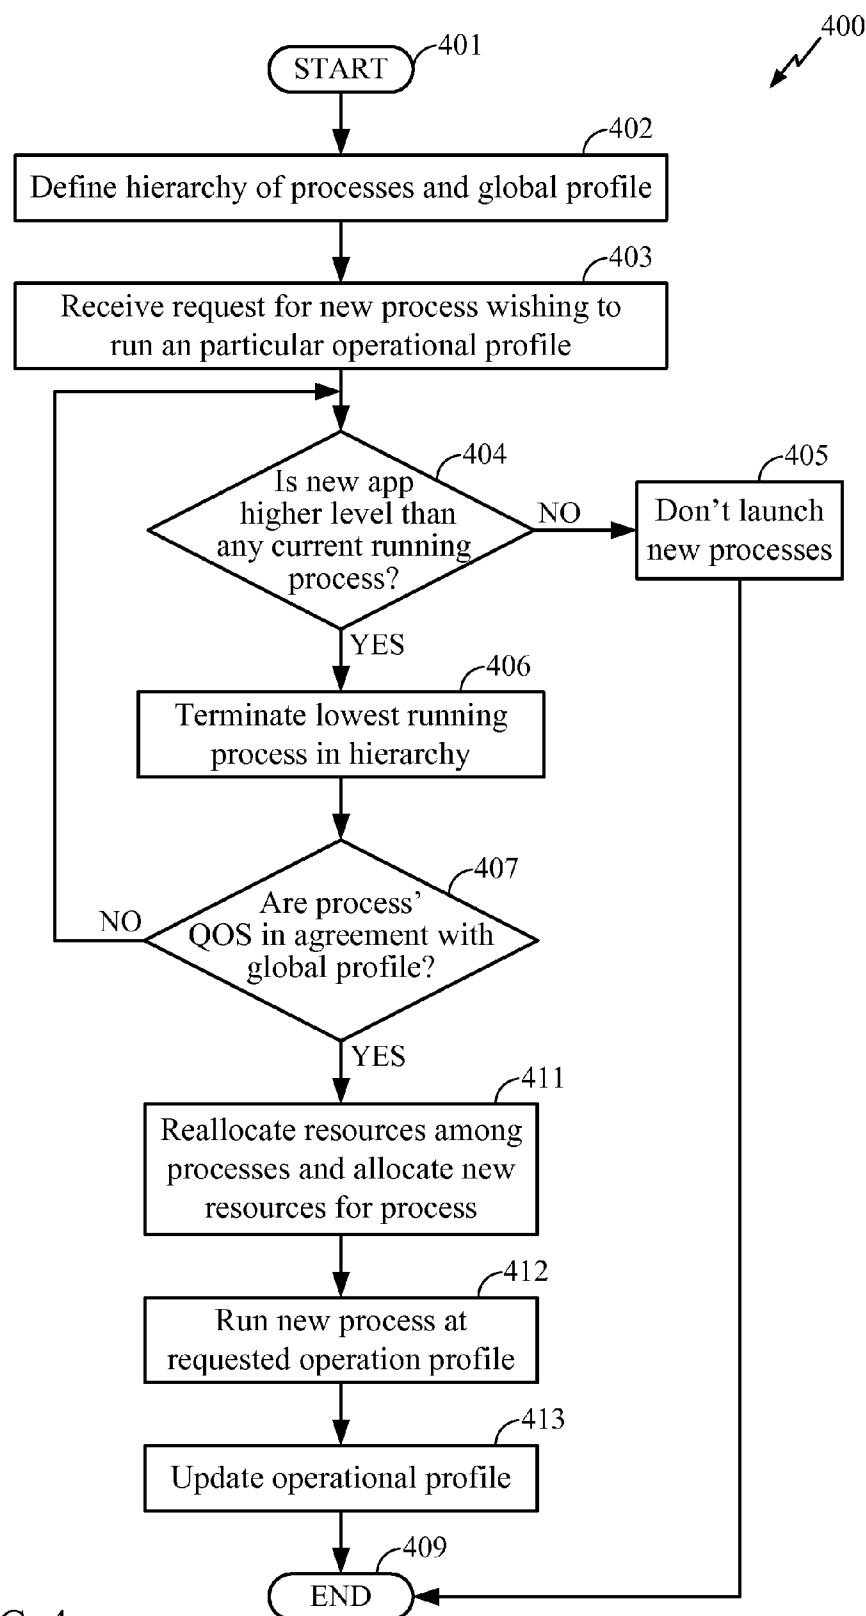 400
START
401
402
Define hierarchy of processes and global profile
403
Receive request for new process wishing to
run an particular operational profile
404
Is new app
higher level than
any current running
process?
NO
405
Don't launch
new processes
YES
406
Terminate lowest running
process in hierarchy
407
Are process'
QOS in agreement with
global profile?
NO
YES
411
Reallocate resources among
processes and allocate new
resources for process
412
Run new process at
requested operation profile
413
Update operational profile
409
END